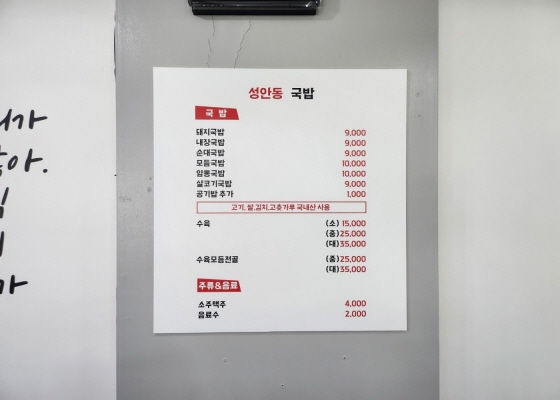 성안동 국밥
국 밥
돼지국밥 9,000
내장국밥 9,000
순대국밥 9,000
모듬국밥 10,000
암뽕국밥 10,000
살코기국밥 9,000
공기밥 추가 1,000
고기,쌀,김치,고춧가루 국내산 사용
수육 (소) 15,000
(중)25,000
(대)35,000
수육모듬전골 (중)25,000
(대)35,000
주류&음료
소주맥주 4,000
음료수 2,000